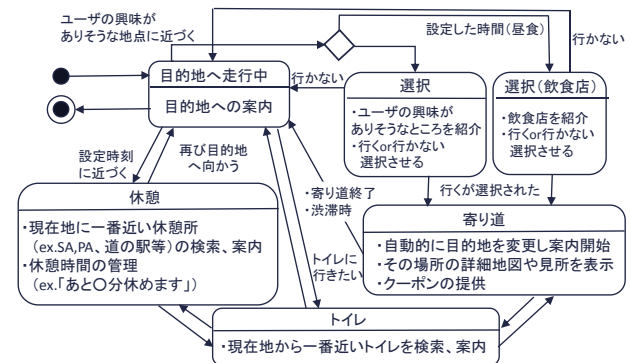 ユーザの興味が
ありそうな地点に近づく
設定した時間(昼食)
行かない
目的地へ走行中
目的地への案内
行かない
選択
・ユーザの興味が
ありそうなところを紹介
・行くor行かない
選択させる
選択(飲食店)
・飲食店を紹介
・行くor行かない
選択させる
設定時刻
に近づく
再び目的地
へ向かう
・寄り道終了
・渋滞時
行くが選択された
休憩
・現在地に一番近い休憩所
(ex.SA,PA、道の駅等)の検索、案内
・休憩時間の管理
(ex.「あと〇分休めます」)
トイレに
行きたい
寄り道
・自動的に目的地を変更し案内開始
・その場所の詳細地図や見所を表示
・クーポンの提供
トイレ
・現在地から一番近いトイレを検索、案内